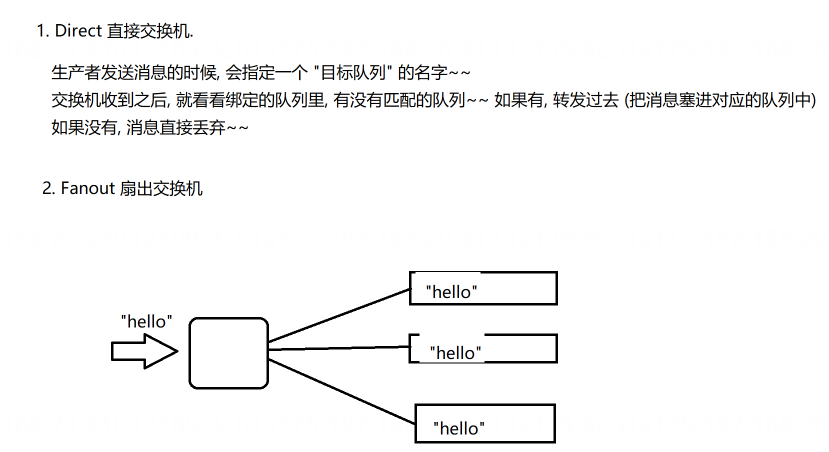 1. Direct 直接交换机.
生产者发送消息的时候, 会指定一个 "目标队列" 的名字~~
交换机收到之后, 就看看绑定的队列里, 有没有匹配的队列~~ 如果有, 转发过去 (把消息塞进对应的队列中)
如果没有, 消息直接丢弃~~
2. Fanout 扇出交换机
"hello"
"hello"
"hello"
"hello"